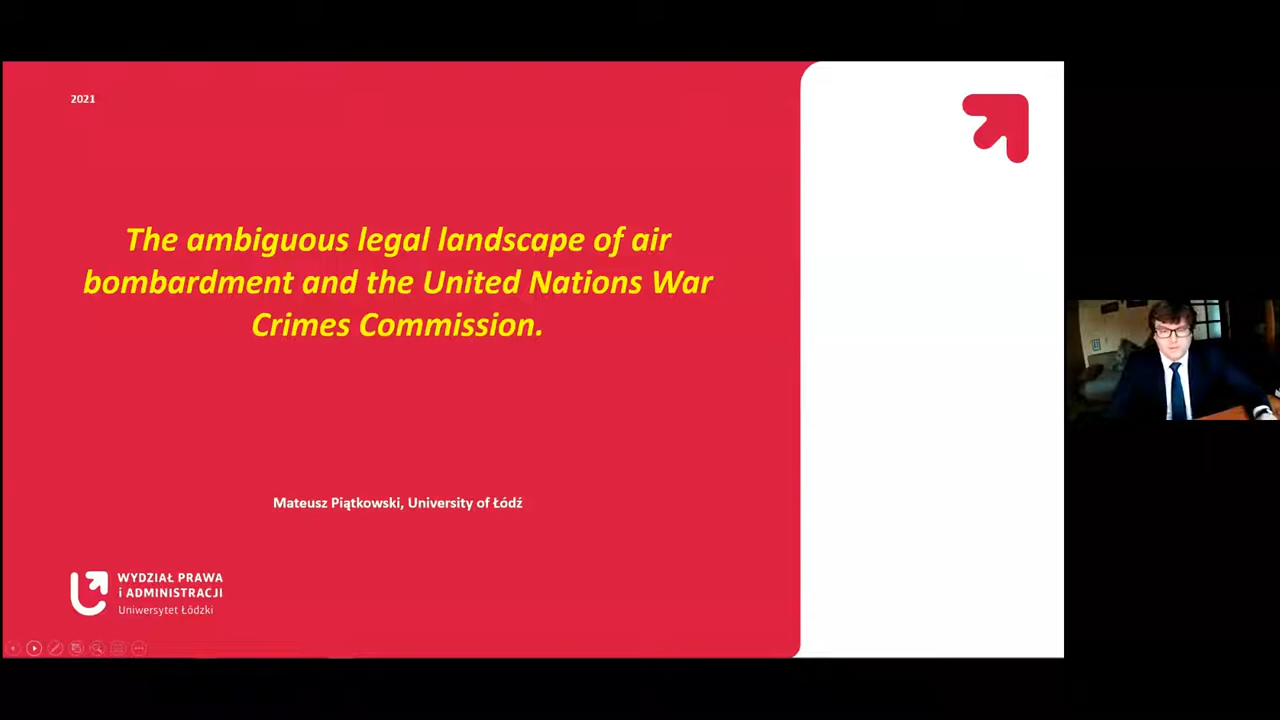 2021
The ambiguous legal landscape of air
bombardment and the United Nations War
Crimes Commission.
Mateusz Piątkowski, University of Łódź
WYDZIAŁ PRAWA
i ADMINISTRACJI
Uniwersytet Łódzki